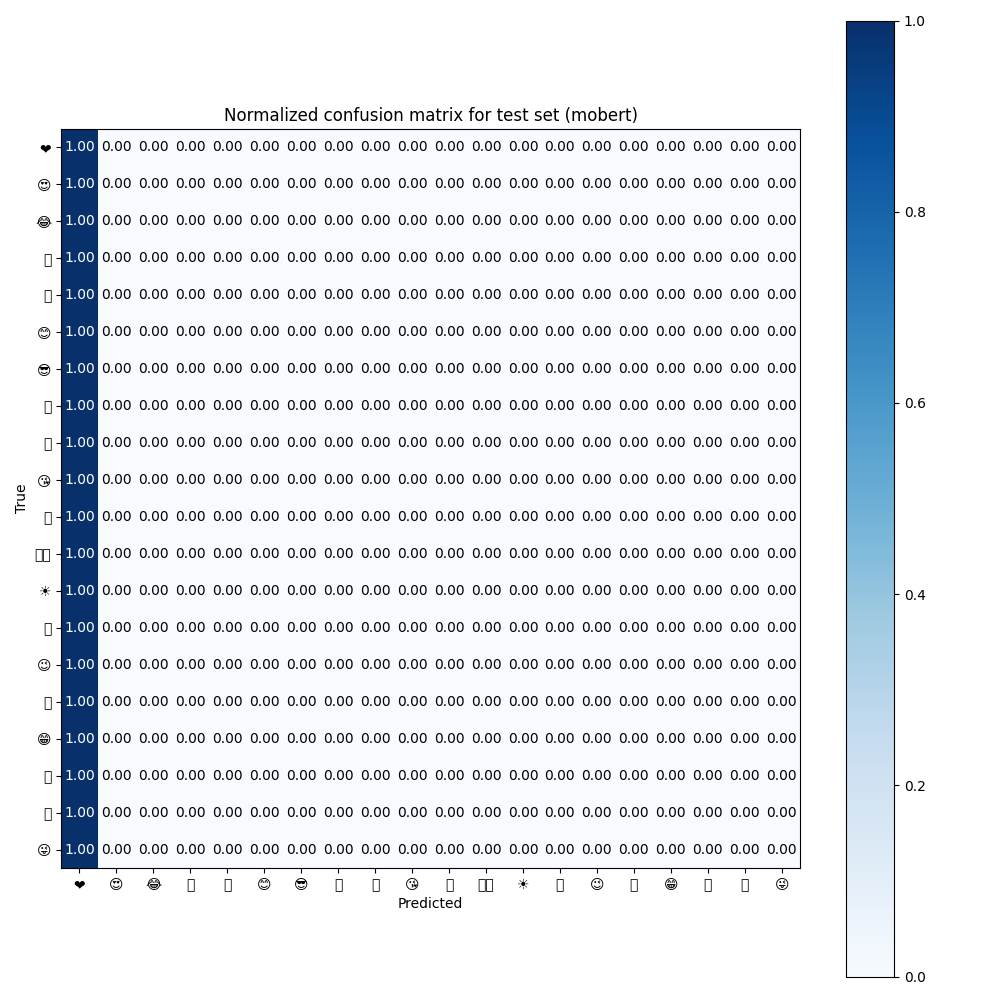 Normalized confusion matrix for test set (mobert)
❤ 1.00 0.00 0.00 0.00 0.00 0.00 0.00 0.00 0.00 0.00 0.00 0.00 0.00 0.00 0.00 0.00 0.00 0.00 0.00 0.00
😍 1.00 0.00 0.00 0.00 0.00 0.00 0.00 0.00 0.00 0.00 0.00 0.00 0.00 0.00 0.00 0.00 0.00 0.00 0.00 0.00
😂 1.00 0.00 0.00 0.00 0.00 0.00 0.00 0.00 0.00 0.00 0.00 0.00 0.00 0.00 0.00 0.00 0.00 0.00 0.00 0.00
1.00 0.00 0.00 0.00 0.00 0.00 0.00 0.00 0.00 0.00 0.00 0.00 0.00 0.00 0.00 0.00 0.00 0.00 0.00 0.00
1.00 0.00 0.00 0.00 0.00 0.00 0.00 0.00 0.00 0.00 0.00 0.00 0.00 0.00 0.00 0.00 0.00 0.00 0.00 0.00
😊 1.00 0.00 0.00 0.00 0.00 0.00 0.00 0.00 0.00 0.00 0.00 0.00 0.00 0.00 0.00 0.00 0.00 0.00 0.00 0.00
😎 1.00 0.00 0.00 0.00 0.00 0.00 0.00 0.00 0.00 0.00 0.00 0.00 0.00 0.00 0.00 0.00 0.00 0.00 0.00 0.00
1.00 0.00 0.00 0.00 0.00 0.00 0.00 0.00 0.00 0.00 0.00 0.00 0.00 0.00 0.00 0.00 0.00 0.00 0.00 0.00
1.00 0.00 0.00 0.00 0.00 0.00 0.00 0.00 0.00 0.00 0.00 0.00 0.00 0.00 0.00 0.00 0.00 0.00 0.00 0.00
😘 1.00 0.00 0.00 0.00 0.00 0.00 0.00 0.00 0.00 0.00 0.00 0.00 0.00 0.00 0.00 0.00 0.00 0.00 0.00 0.00
1.00 0.00 0.00 0.00 0.00 0.00 0.00 0.00 0.00 0.00 0.00 0.00 0.00 0.00 0.00 0.00 0.00 0.00 0.00 0.00
1.00 0.00 0.00 0.00 0.00 0.00 0.00 0.00 0.00 0.00 0.00 0.00 0.00 0.00 0.00 0.00 0.00 0.00 0.00 0.00
☀ 1.00 0.00 0.00 0.00 0.00 0.00 0.00 0.00 0.00 0.00 0.00 0.00 0.00 0.00 0.00 0.00 0.00 0.00 0.00 0.00
1.00 0.00 0.00 0.00 0.00 0.00 0.00 0.00 0.00 0.00 0.00 0.00 0.00 0.00 0.00 0.00 0.00 0.00 0.00 0.00
😉 1.00 0.00 0.00 0.00 0.00 0.00 0.00 0.00 0.00 0.00 0.00 0.00 0.00 0.00 0.00 0.00 0.00 0.00 0.00 0.00
1.00 0.00 0.00 0.00 0.00 0.00 0.00 0.00 0.00 0.00 0.00 0.00 0.00 0.00 0.00 0.00 0.00 0.00 0.00 0.00
😁 1.00 0.00 0.00 0.00 0.00 0.00 0.00 0.00 0.00 0.00 0.00 0.00 0.00 0.00 0.00 0.00 0.00 0.00 0.00 0.00
1.00 0.00 0.00 0.00 0.00 0.00 0.00 0.00 0.00 0.00 0.00 0.00 0.00 0.00 0.00 0.00 0.00 0.00 0.00 0.00
1.00 0.00 0.00 0.00 0.00 0.00 0.00 0.00 0.00 0.00 0.00 0.00 0.00 0.00 0.00 0.00 0.00 0.00 0.00 0.00
😜 1.00 0.00 0.00 0.00 0.00 0.00 0.00 0.00 0.00 0.00 0.00 0.00 0.00 0.00 0.00 0.00 0.00 0.00 0.00 0.00
❤ 😍 😂 😊 😎 😘 ☀ 😉 😁 😜
Predicted
True
1.0
0.8
0.6
0.4
0.2
0.0